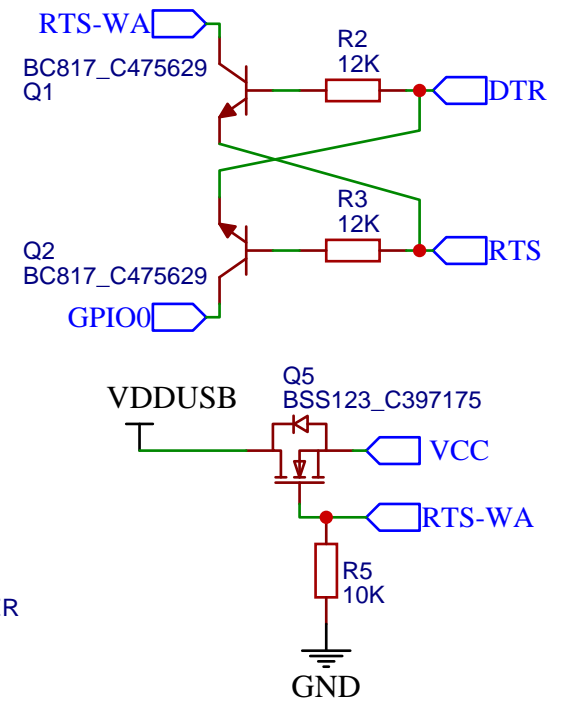 RTS-WA
BC817_C475629
Q1
R2
12K
DTR
R3
12K
Q2
BC817_C475629
RTS
GPIO0
Q5
BSS123_C397175
VDDUSB
VCC
RTS-WA
R5
10K
R
GND